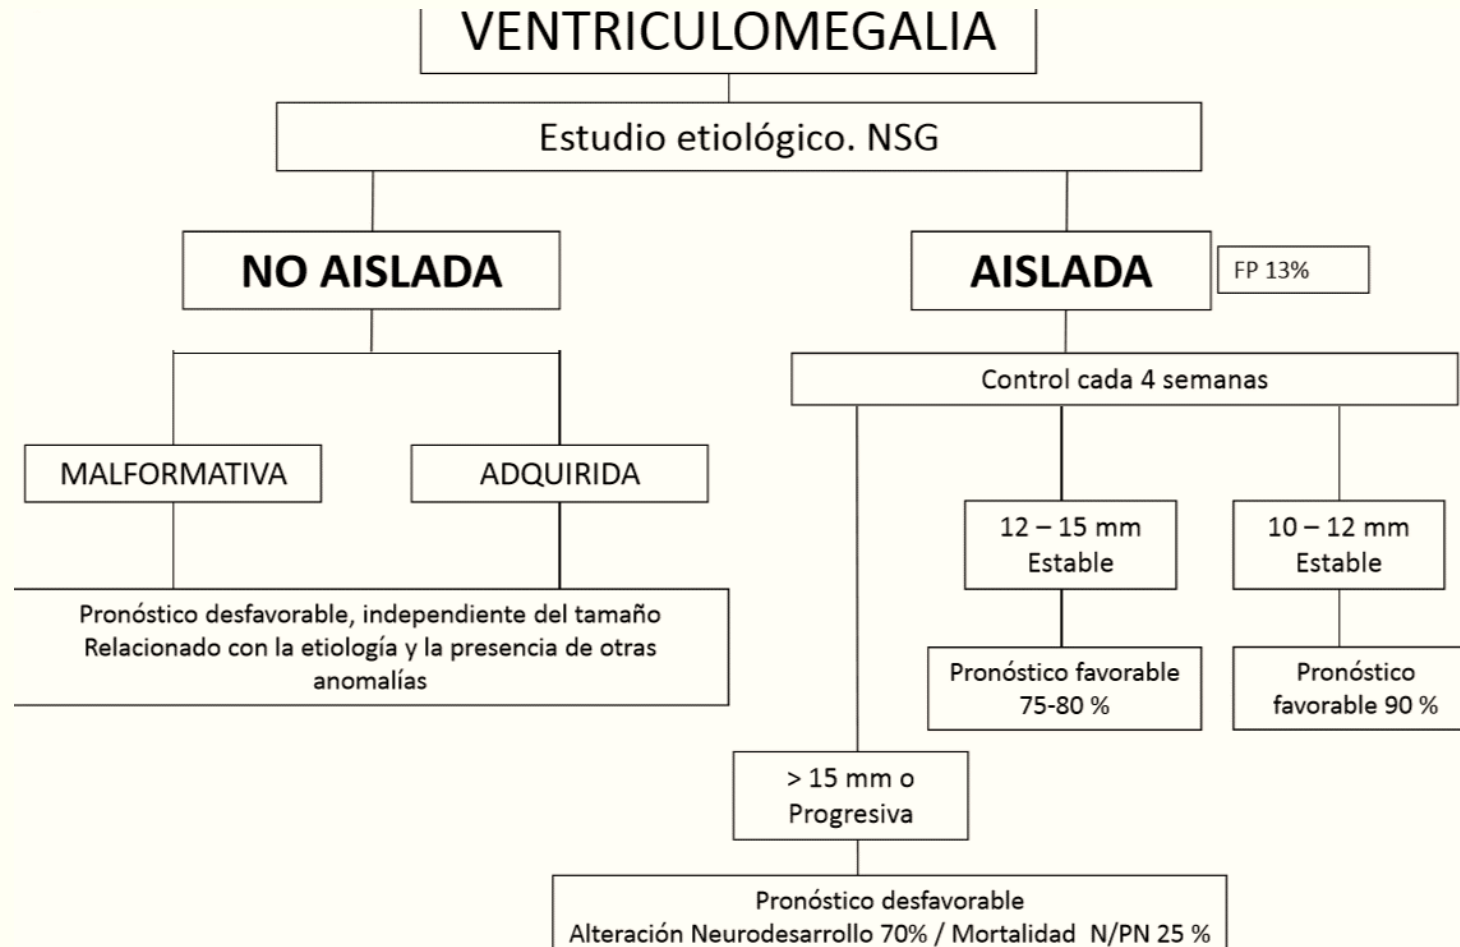 VENTRICULOMEGALIA
Estudio etiológico. NSG
NO AISLADA
AISLADA
FP 13%
Control cada 4 semanas
MALFORMATIVA
ADQUIRIDA
12 – 15 mm
Estable
10 – 12 mm
Estable
Pronóstico desfavorable, independiente del tamaño
Relacionado con la etiología y la presencia de otras
anomalías
Pronóstico favorable
75-80 %
Pronóstico
favorable 90 %
> 15 mm o
Progresiva
Pronóstico desfavorable
Alteración Neurodesarrollo 70% / Mortalidad N/PN 25 %